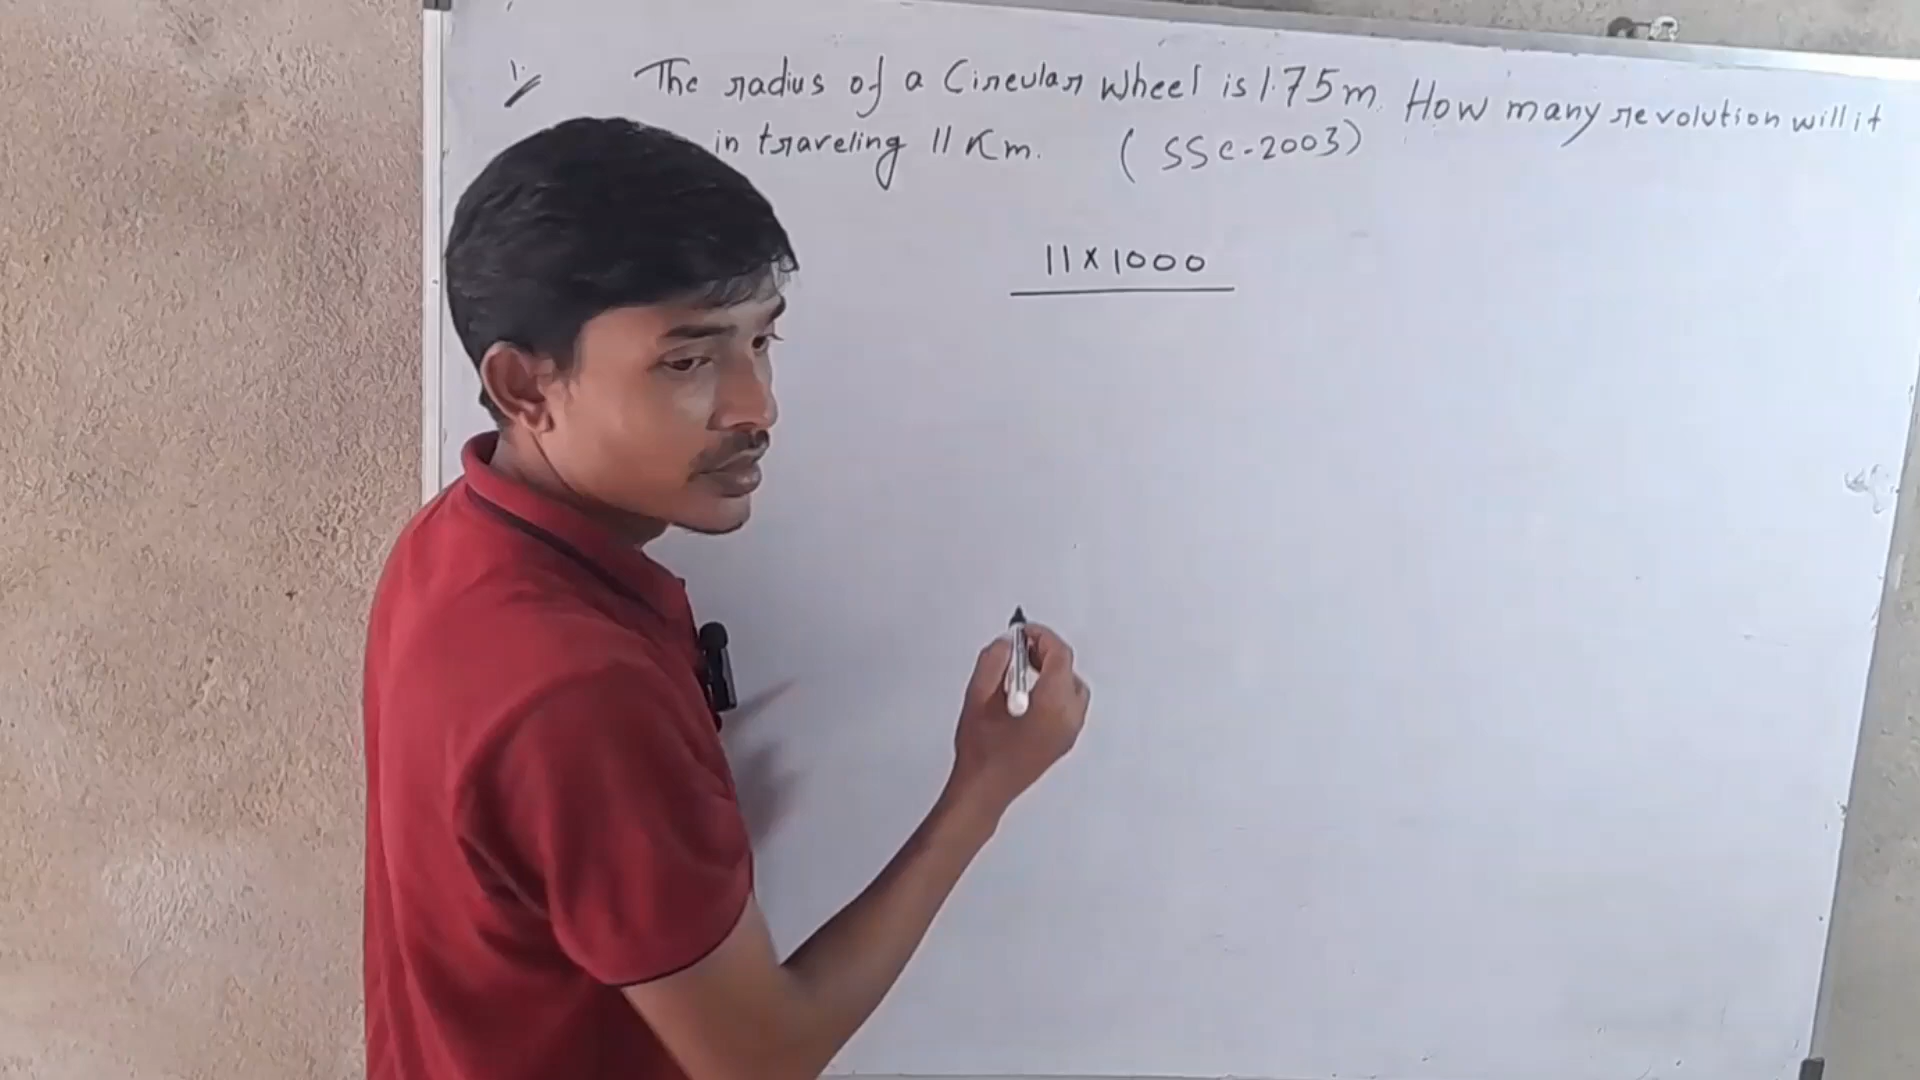 1. The radius of a Circular Wheel is 1.75m. How many revolution will it
in traveling 11 Km. (SSC-2003)
11 x 1000